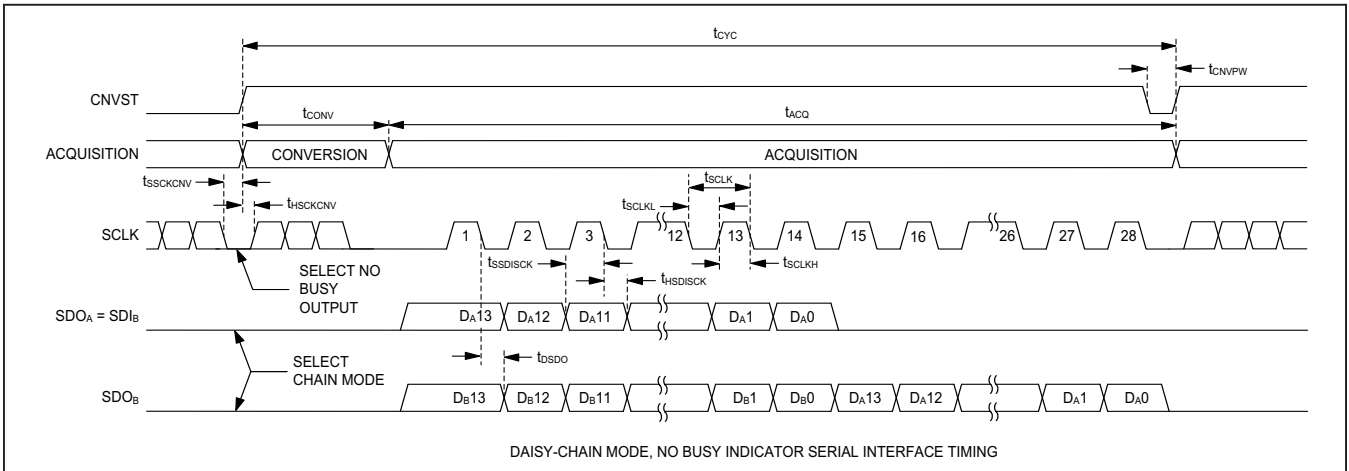 tCYC
tCNVPW
CNVST
tCONV
tACQ
ACQUISITION CONVERSION ACQUISITION
tSSCKCNV
tHSCKCNV
tSCLK
tSCLKL
SCLK 1 2 3 12 13 14 15 16 26 27 28
tSSDISCK
tHSDISCK
tSCLKH
SELECT NO
BUSY
OUTPUT
SDOA = SDIB DA13 DA12 DA11 DA1 DA0
SELECT
CHAIN MODE
tDSDO
SDOB DB13 DB12 DB11 DB1 DB0 DA13 DA12 DA1 DA0
DAISY-CHAIN MODE, NO BUSY INDICATOR SERIAL INTERFACE TIMING